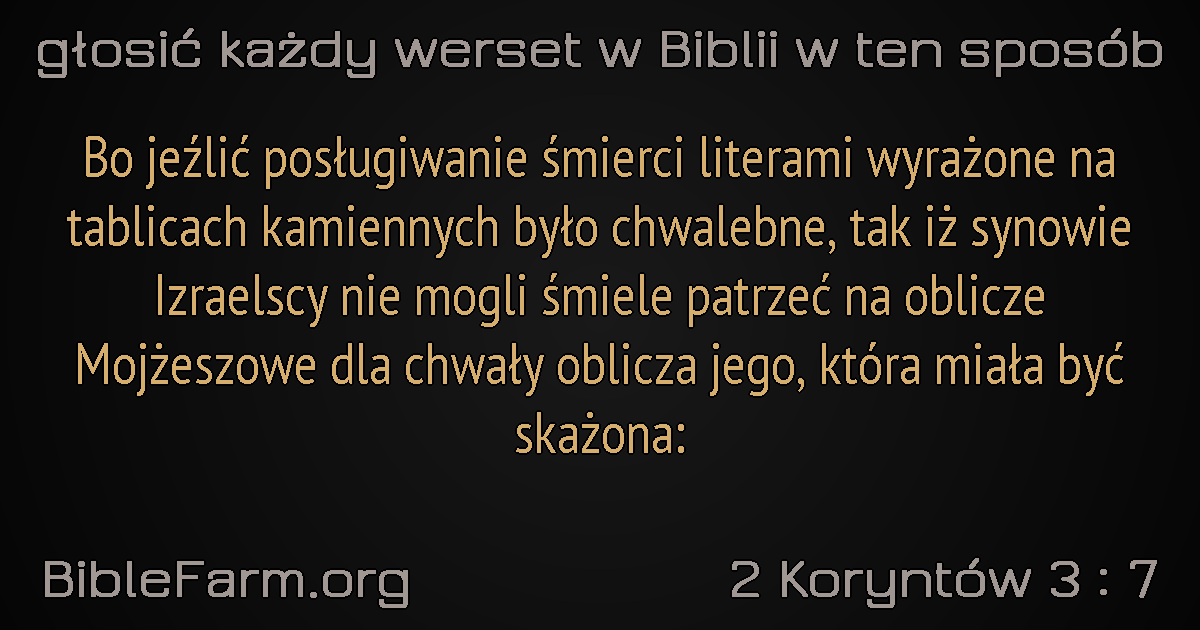 głosić każdy werset w Biblii w ten sposób
Bo jeźlić posługiwanie śmierci literami wyrażone na
tablicach kamiennych było chwalebne, tak iż synowie
Izraelscy nie mogli śmiele patrzeć na oblicze
Mojżeszowe dla chwały oblicza jego, która miała być
skażona:
BibleFarm.org
2 Koryntów 3 : 7